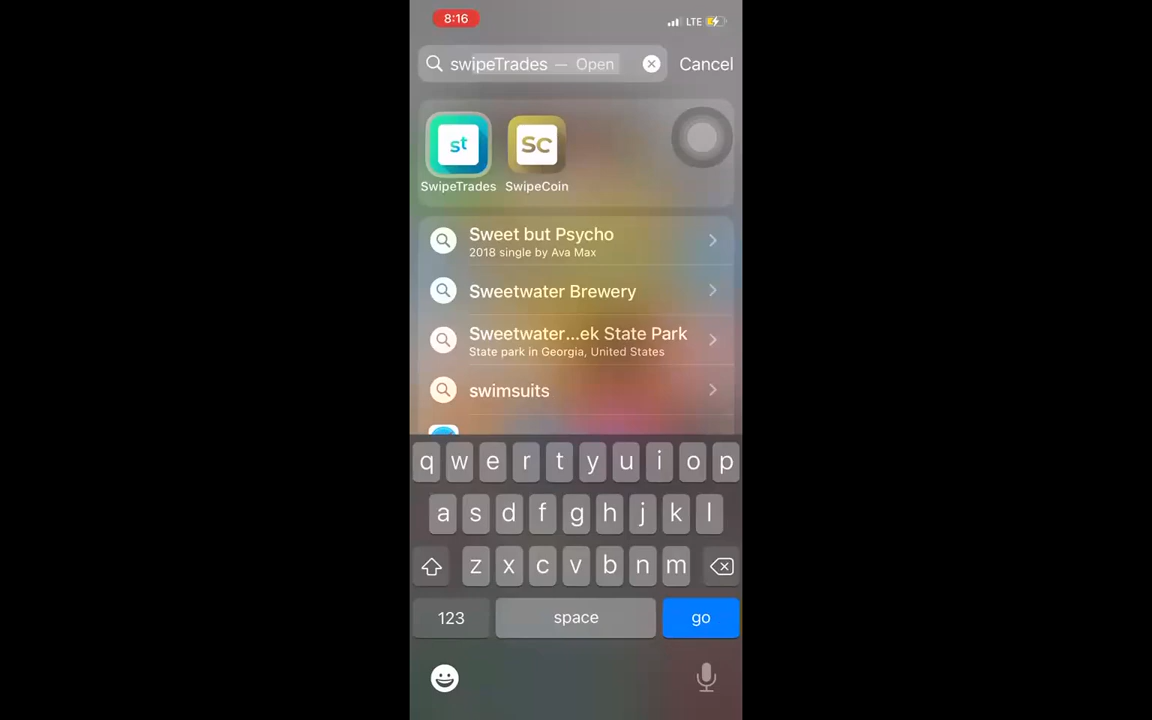 8:16
LTE
swipeTrades — Open
Cancel
st
SC
SwipeTrades
SwipeCoin
Sweet but Psycho
2018 single by Ava Max
Sweetwater Brewery
Sweetwater...ek State Park
State park in Georgia, United States
swimsuits
q w e r t y u i o p
a s d f g h j k l
z x c v b n m
123
space
go